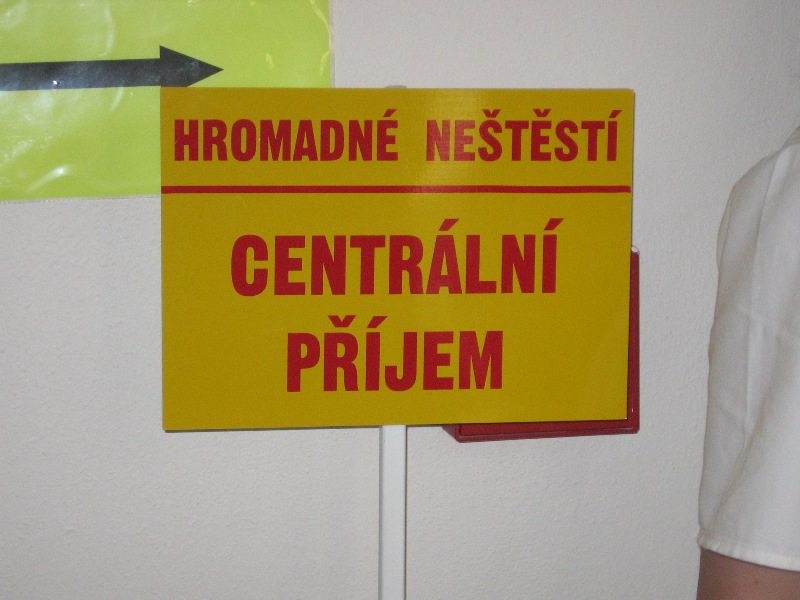 HROMADNÉ NEŠTĚSTÍ
CENTRÁLNÍ
PŘÍJEM